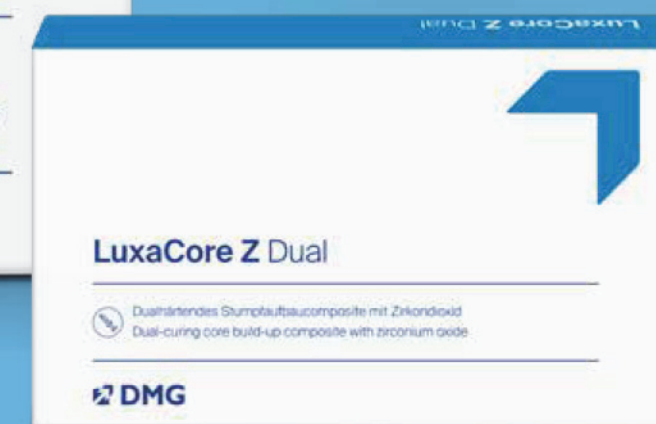 LuxaCore Z Dual
LuxaCore Z Dual
Dualhärtendes Stumpfaufbaucomposite mit Zirkondioxid
Dual-curing core build-up composite with zirconium oxide
DMG